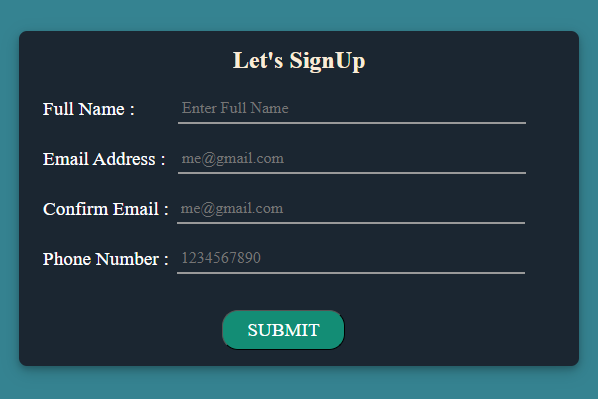 Let's SignUp
Full Name : Enter Full Name
Email Address : me@gmail.com
Confirm Email : me@gmail.com
Phone Number : 1234567890
SUBMIT